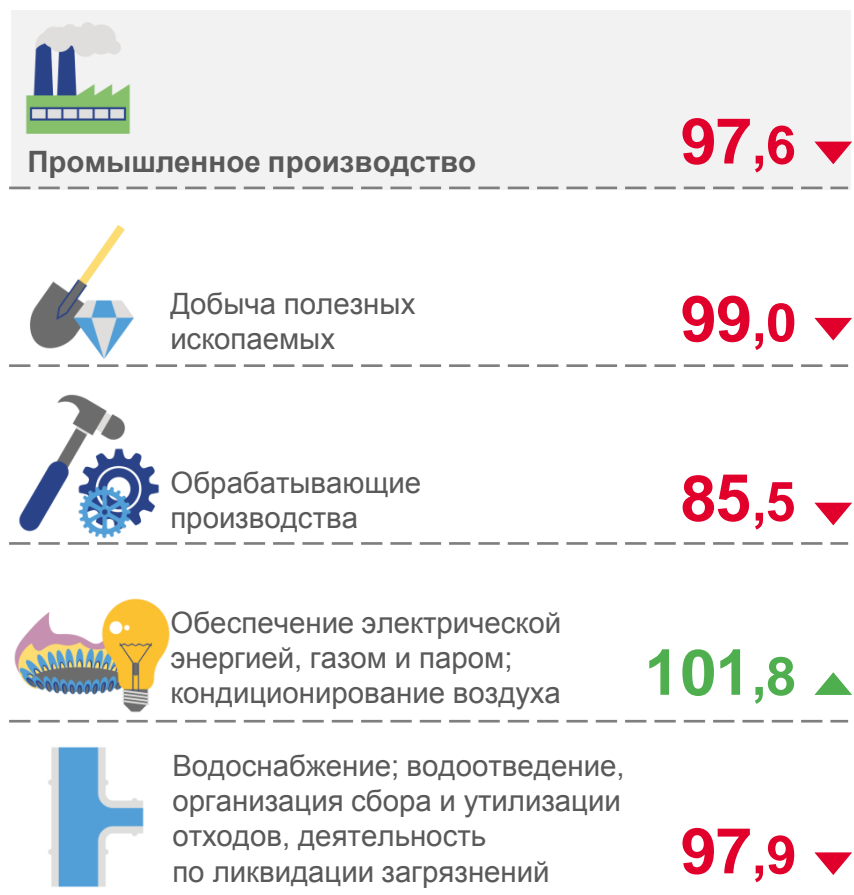 Промышленное производство
97,6
Добыча полезных
ископаемых
99,0
Обрабатывающие
производства
85,5
Обеспечение электрической
энергией, газом и паром;
кондиционирование воздуха
101,8
Водоснабжение; водоотведение,
организация сбора и утилизации
отходов, деятельность
по ликвидации загрязнений
97,9